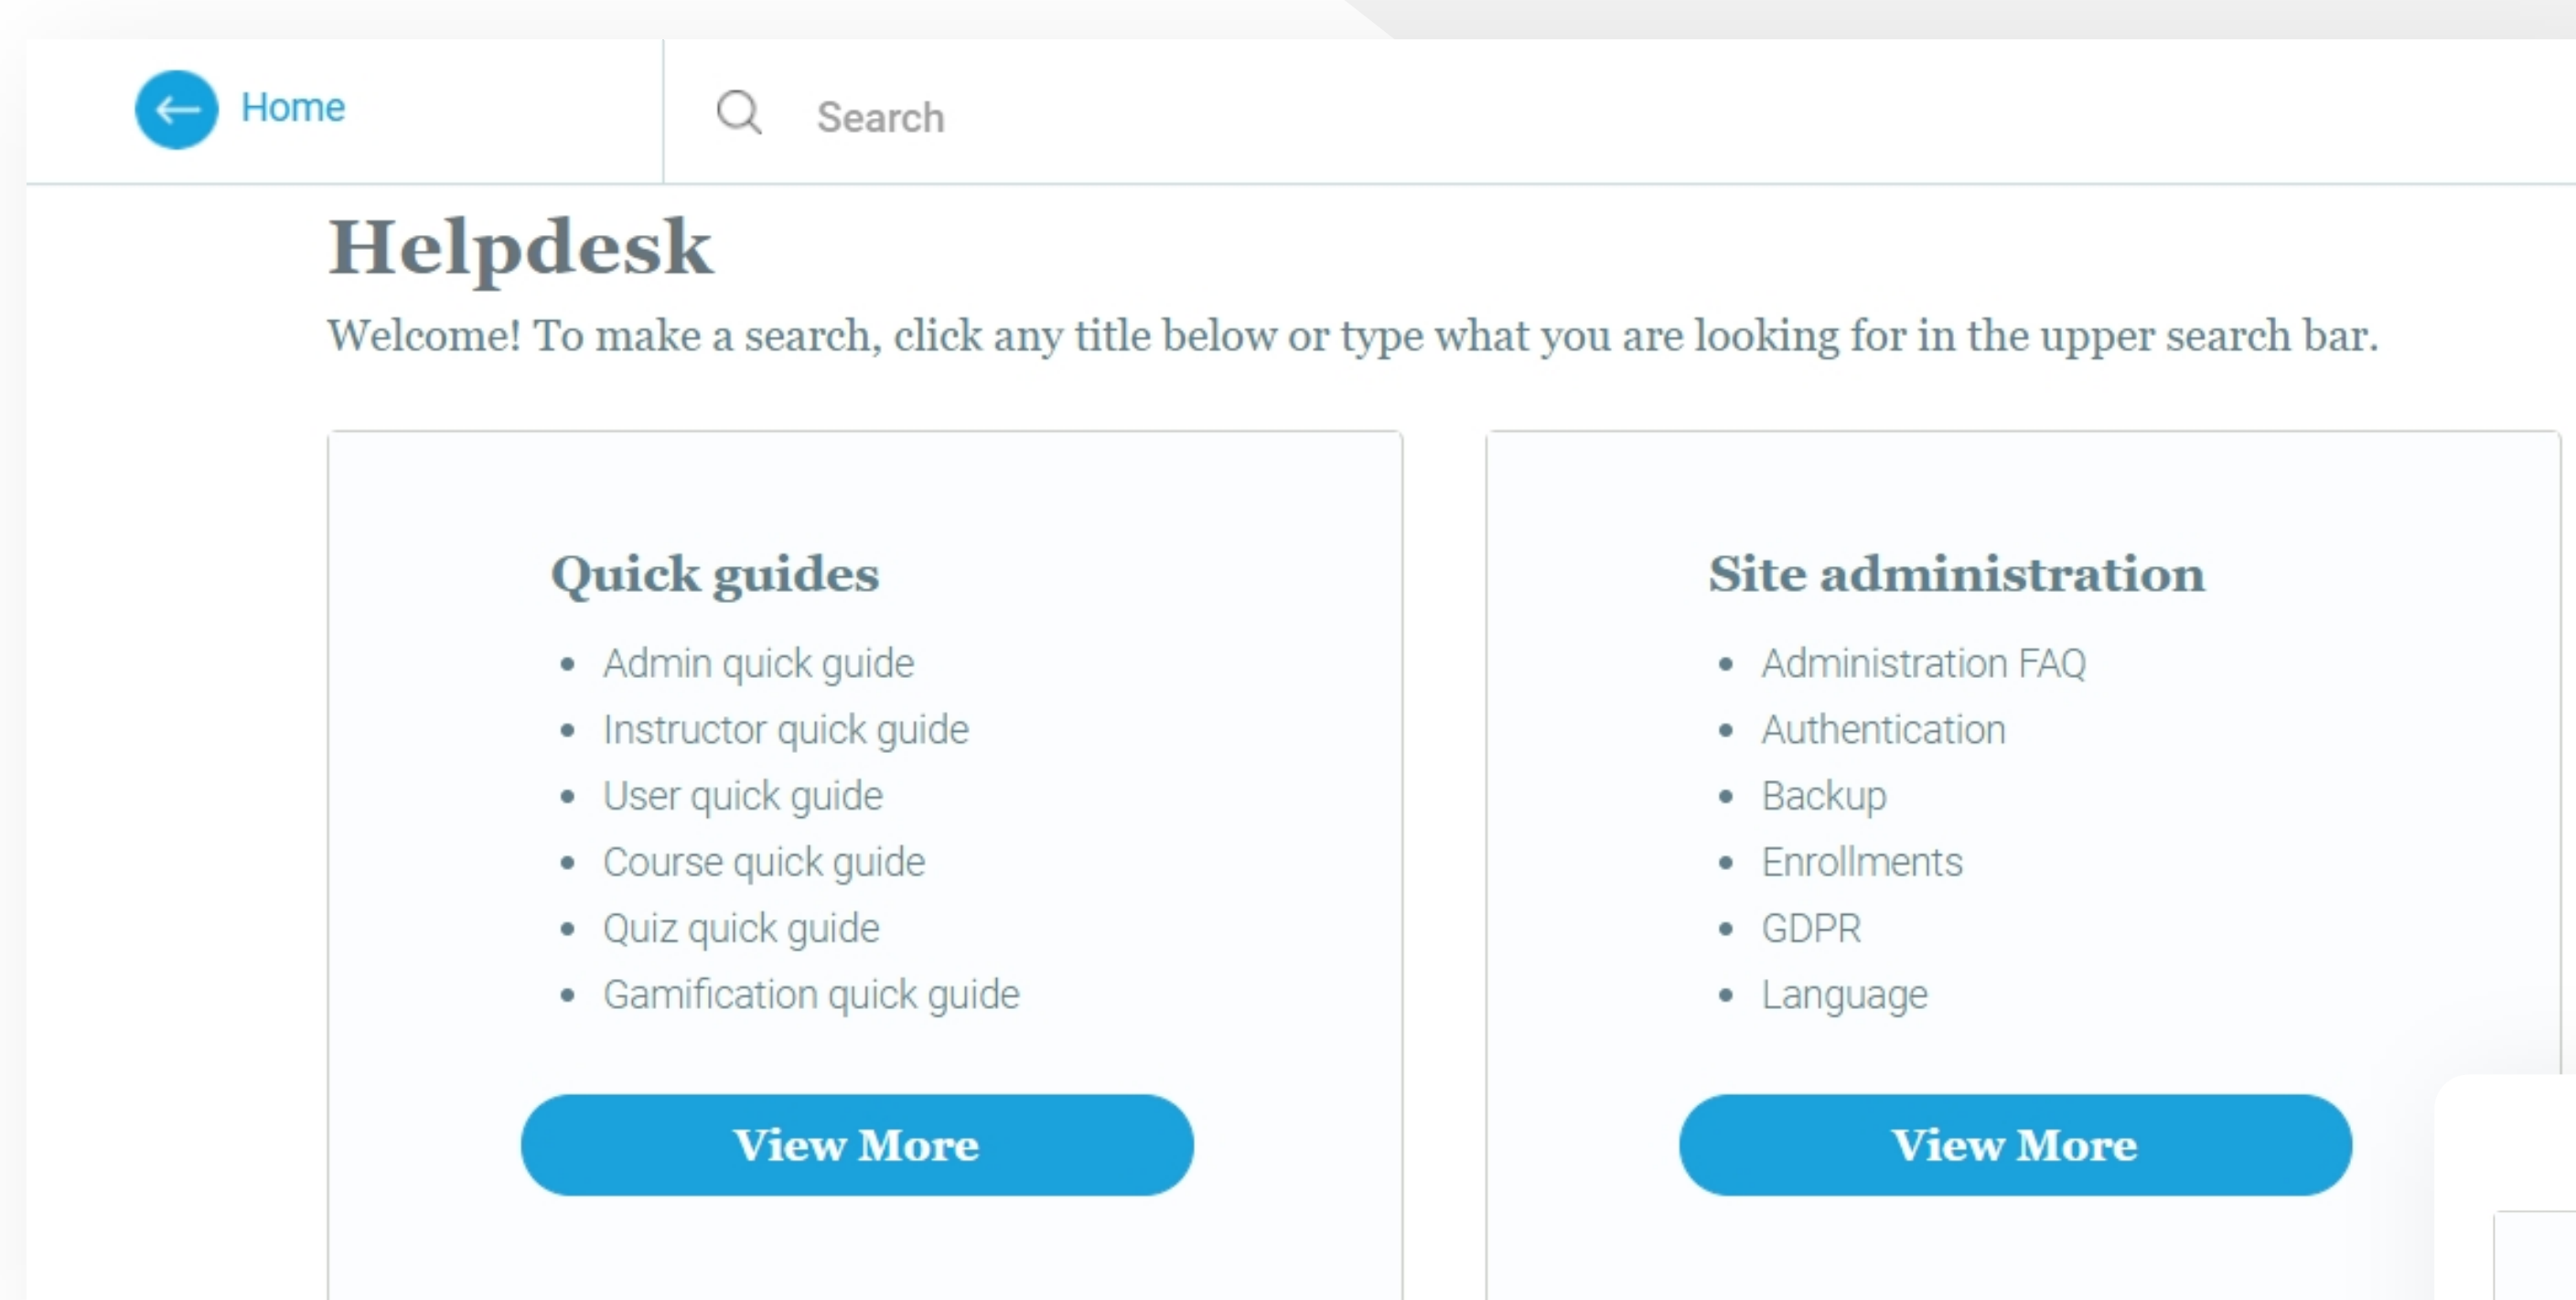 Home
Search
Helpdesk
Welcome! To make a search, click any title below or type what you are looking for in the upper search bar.
Quick guides
• Admin quick guide
• Instructor quick guide
• User quick guide
• Course quick guide
• Quiz quick guide
• Gamification quick guide
View More
Site administration
• Administration FAQ
• Authentication
• Backup
• Enrollments
• GDPR
• Language
View More